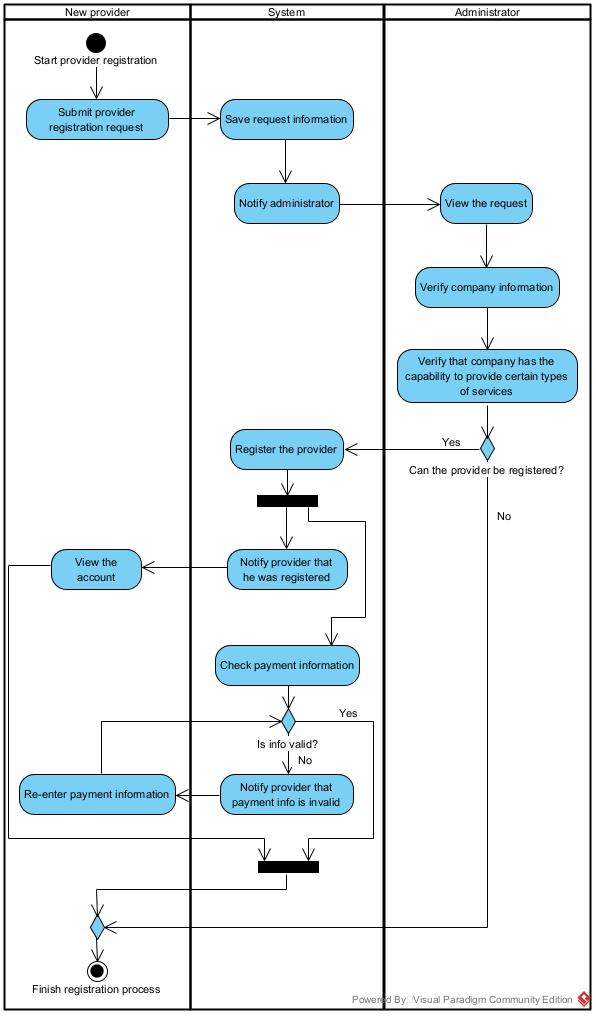 New provider
System
Administrator
Start provider registration
Submit provider
registration request
Save request information
Notify administrator
View the request
Verify company information
Verify that company has the
capability to provide certain types
of services
Register the provider
Yes
Can the provider be registered?
No
View the
account
Notify provider that
he was registered
Check payment information
Yes
Is info valid?
No
Re-enter payment information
Notify provider that
payment info is invalid
Finish registration process
Powered By Visual Paradigm Community Edition